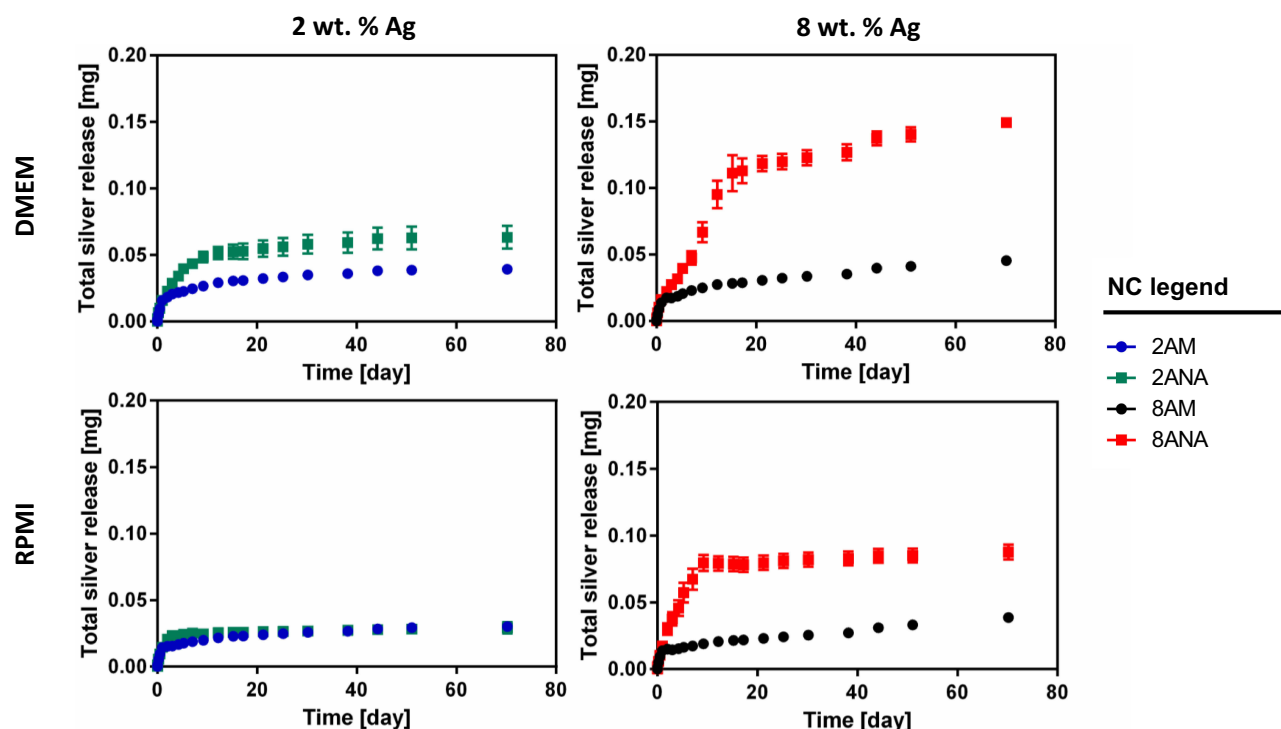 2 wt. % Ag
8 wt. % Ag
DMEM
Total silver release [mg]
0.20
0.15
0.10
0.05
0.00
0 20 40 60 80
Time [day]
Total silver release [mg]
0.20
0.15
0.10
0.05
0.00
0 20 40 60 80
Time [day]
NC legend
2AM
2ANA
8AM
8ANA
RPMI
Total silver release [mg]
0.20
0.15
0.10
0.05
0.00
0 20 40 60 80
Time [day]
Total silver release [mg]
0.20
0.15
0.10
0.05
0.00
0 20 40 60 80
Time [day]